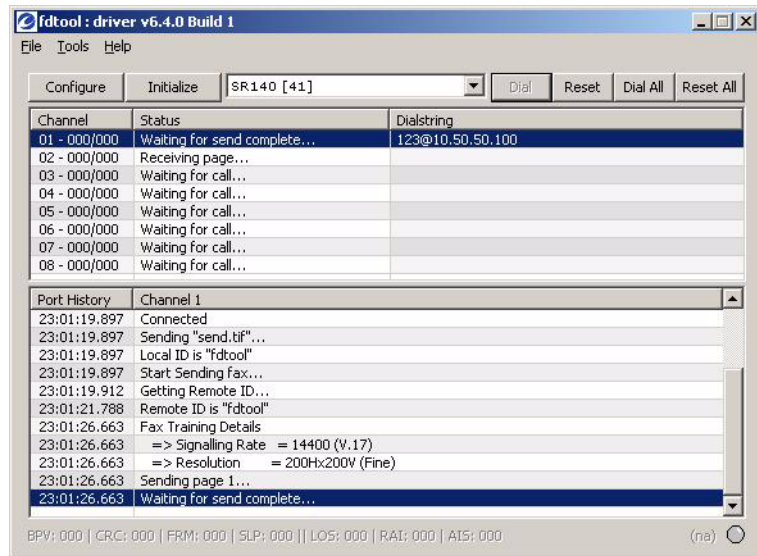 fdtool : driver v6.4.0 Build 1
File Tools Help
Configure Initialize SR140 [41] Dial Reset Dial All Reset All
Channel Status Dialstring
01 - 000/000 Waiting for send complete... 123@10.50.50.100
02 - 000/000 Receiving page...
03 - 000/000 Waiting for call...
04 - 000/000 Waiting for call...
05 - 000/000 Waiting for call...
06 - 000/000 Waiting for call...
07 - 000/000 Waiting for call...
08 - 000/000 Waiting for call...
Port History Channel 1
23:01:19.897 Connected
23:01:19.897 Sending "send.tif"...
23:01:19.897 Local ID is "fdtool"
23:01:19.897 Start Sending fax...
23:01:19.912 Getting Remote ID...
23:01:21.788 Remote ID is "fdtool"
23:01:26.663 Fax Training Details
23:01:26.663 => Signalling Rate = 14400 (V.17)
23:01:26.663 => Resolution = 200Hx200V (Fine)
23:01:26.663 Sending page 1...
23:01:26.663 Waiting for send complete...
BPV: 000 | CRC: 000 | FRM: 000 | SLP: 000 || LOS: 000 | RAI: 000 | AIS: 000 (na)